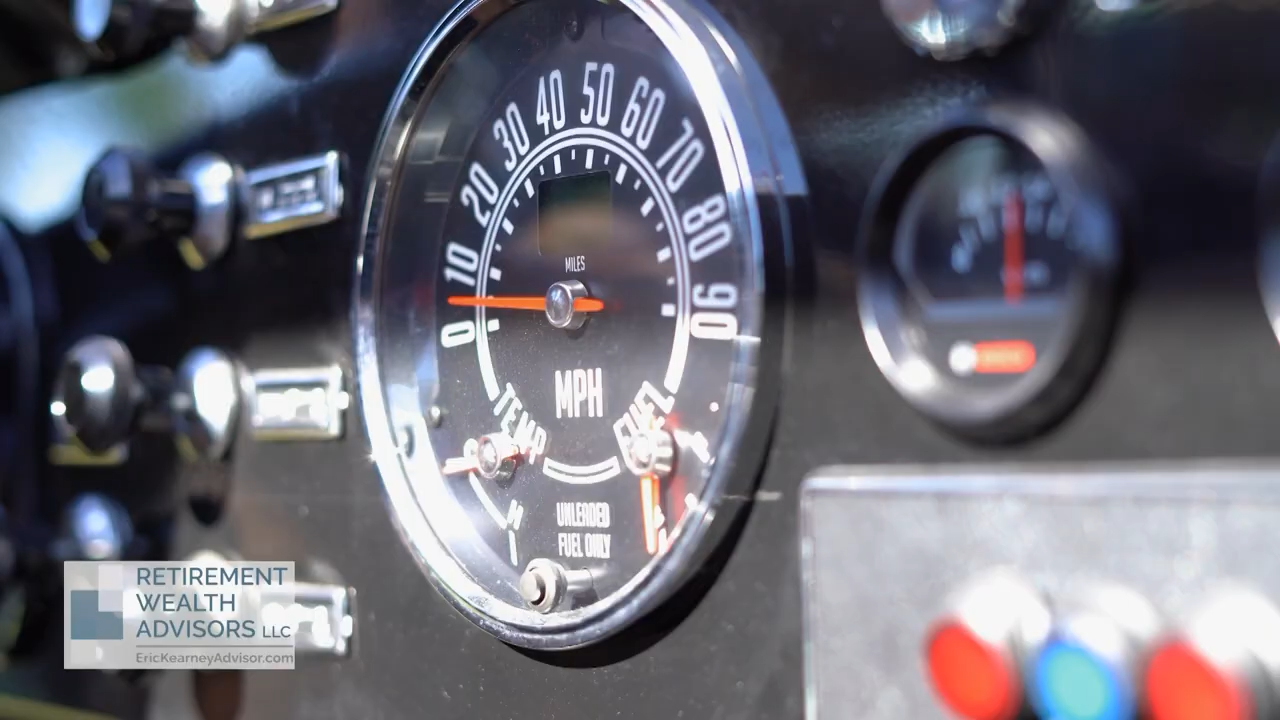 0
10
20
30
40
50
60
70
80
90
MILES
MPH
TEMP
FUEL
H
UNLEADED
FUEL ONLY
RETIREMENT
WEALTH
ADVISORS LLC
EricKearneyAdvisor.com